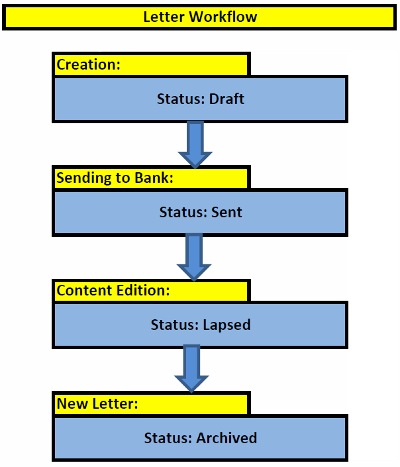 Letter Workflow
Creation:
Status: Draft
Sending to Bank:
Status: Sent
Content Edition:
Status: Lapsed
New Letter:
Status: Archived